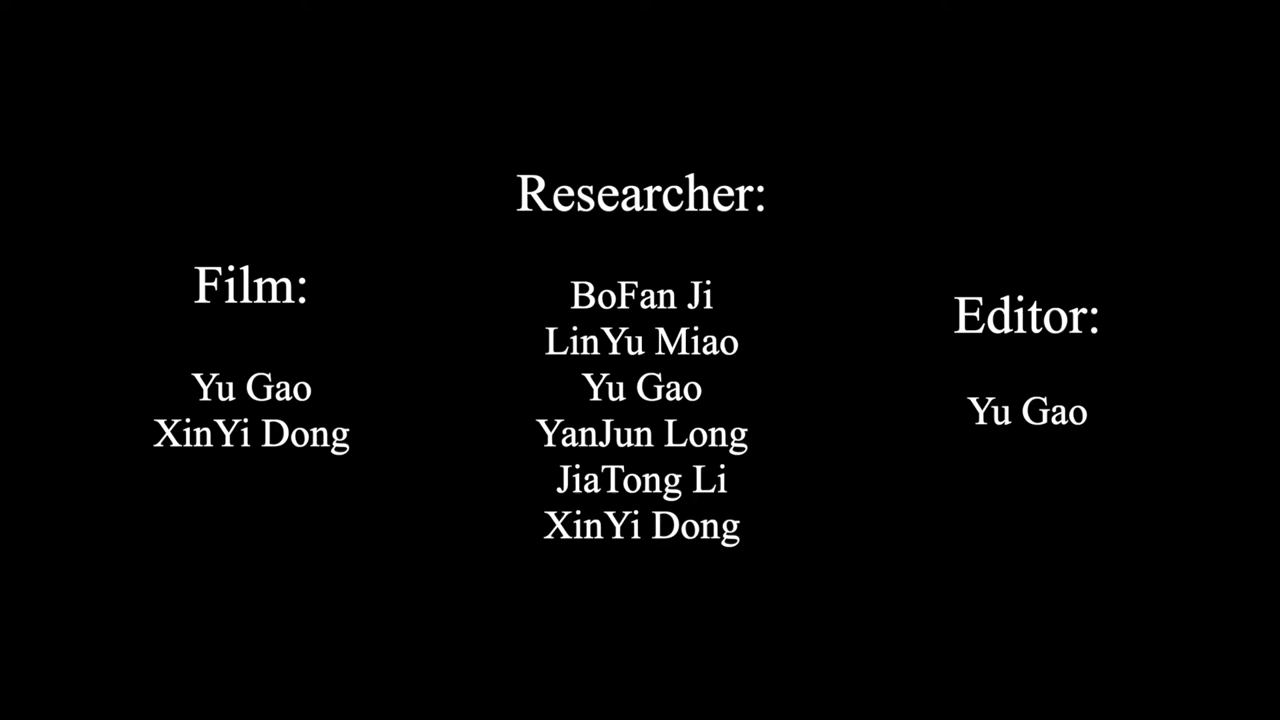 Film:
Yu Gao
XinYi Dong
Researcher:
BoFan Ji
LinYu Miao
Yu Gao
YanJun Long
JiaTong Li
XinYi Dong
Editor:
Yu Gao